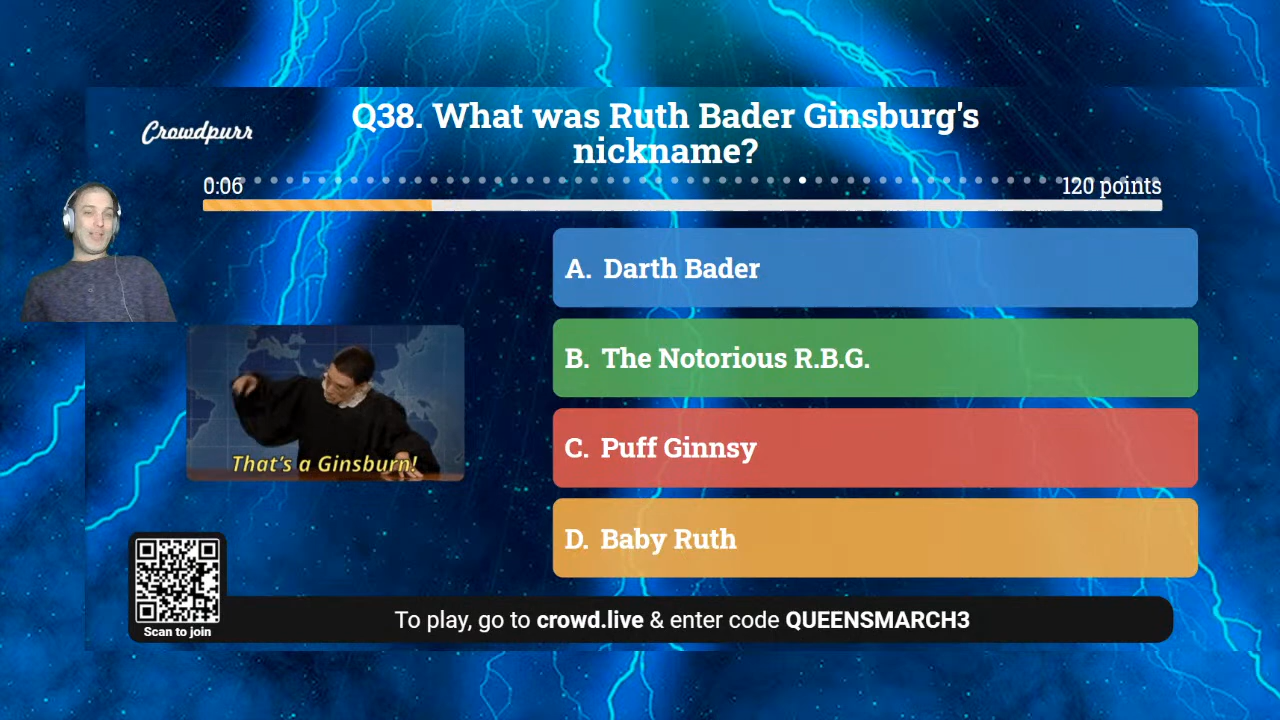 Crowdpurr
Q38. What was Ruth Bader Ginsburg's
nickname?
0:06
120 points
A. Darth Bader
B. The Notorious R.B.G.
C. Puff Ginnsy
D. Baby Ruth
That's a Ginsburn!
Scan to join
To play, go to crowd.live & enter code QUEENSMARCH3